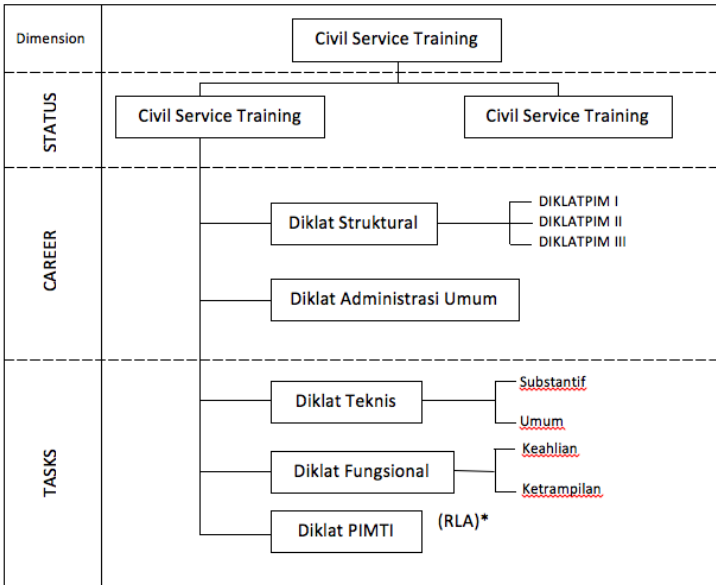 Dimension
Civil Service Training
STATUS
Civil Service Training
Civil Service Training
CAREER
Diklat Struktural
DIKLATPIM I
DIKLATPIM II
DIKLATPIM III
Diklat Administrasi Umum
TASKS
Diklat Teknis
Substantif
Umum
Diklat Fungsional
Keahlian
Ketrampilan
Diklat PIMTI
(RLA)*